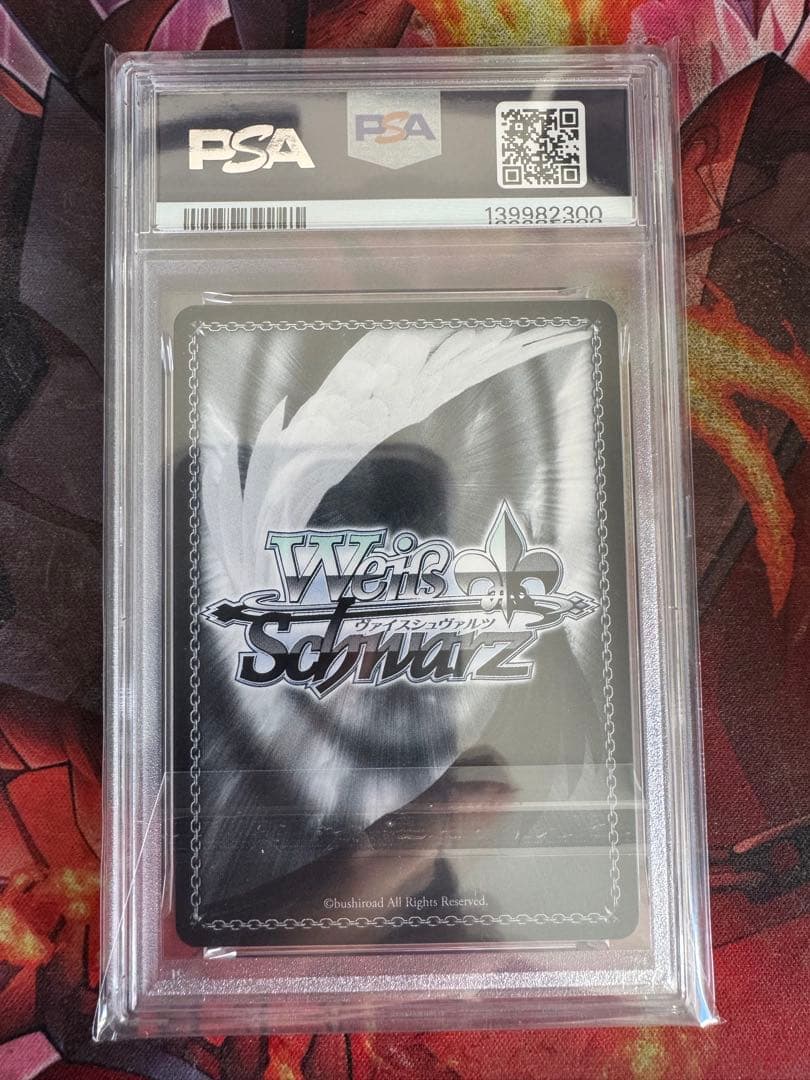 PSA
PSA
139982300
Weiß
ヴァイスシュヴァルツ
Schwarz
©bushiroad All Rights Reserved.